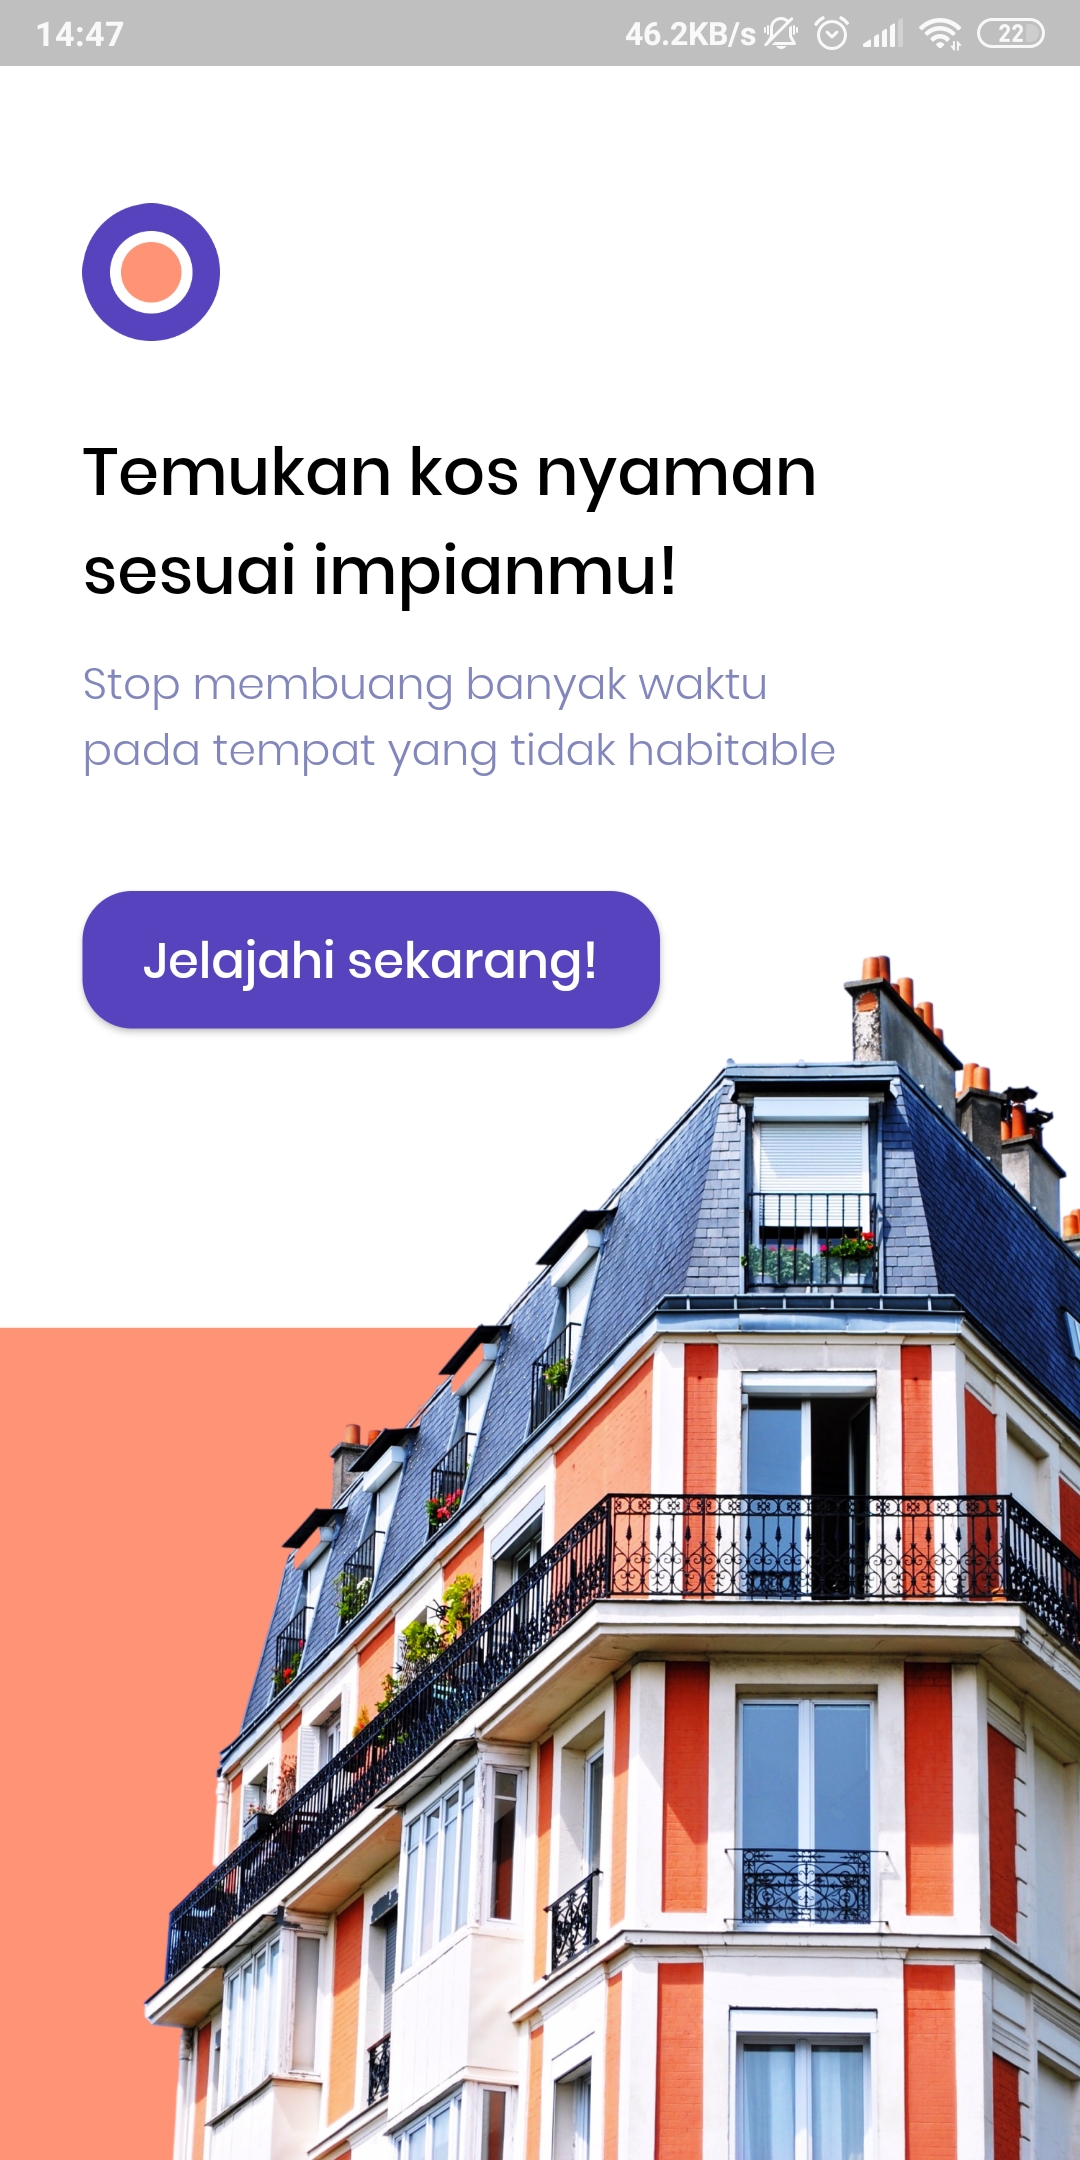 14:47 46.2KB/s 22
Temukan kos nyaman
sesuai impianmu!
Stop membuang banyak waktu
pada tempat yang tidak habitable
Jelajahi sekarang!